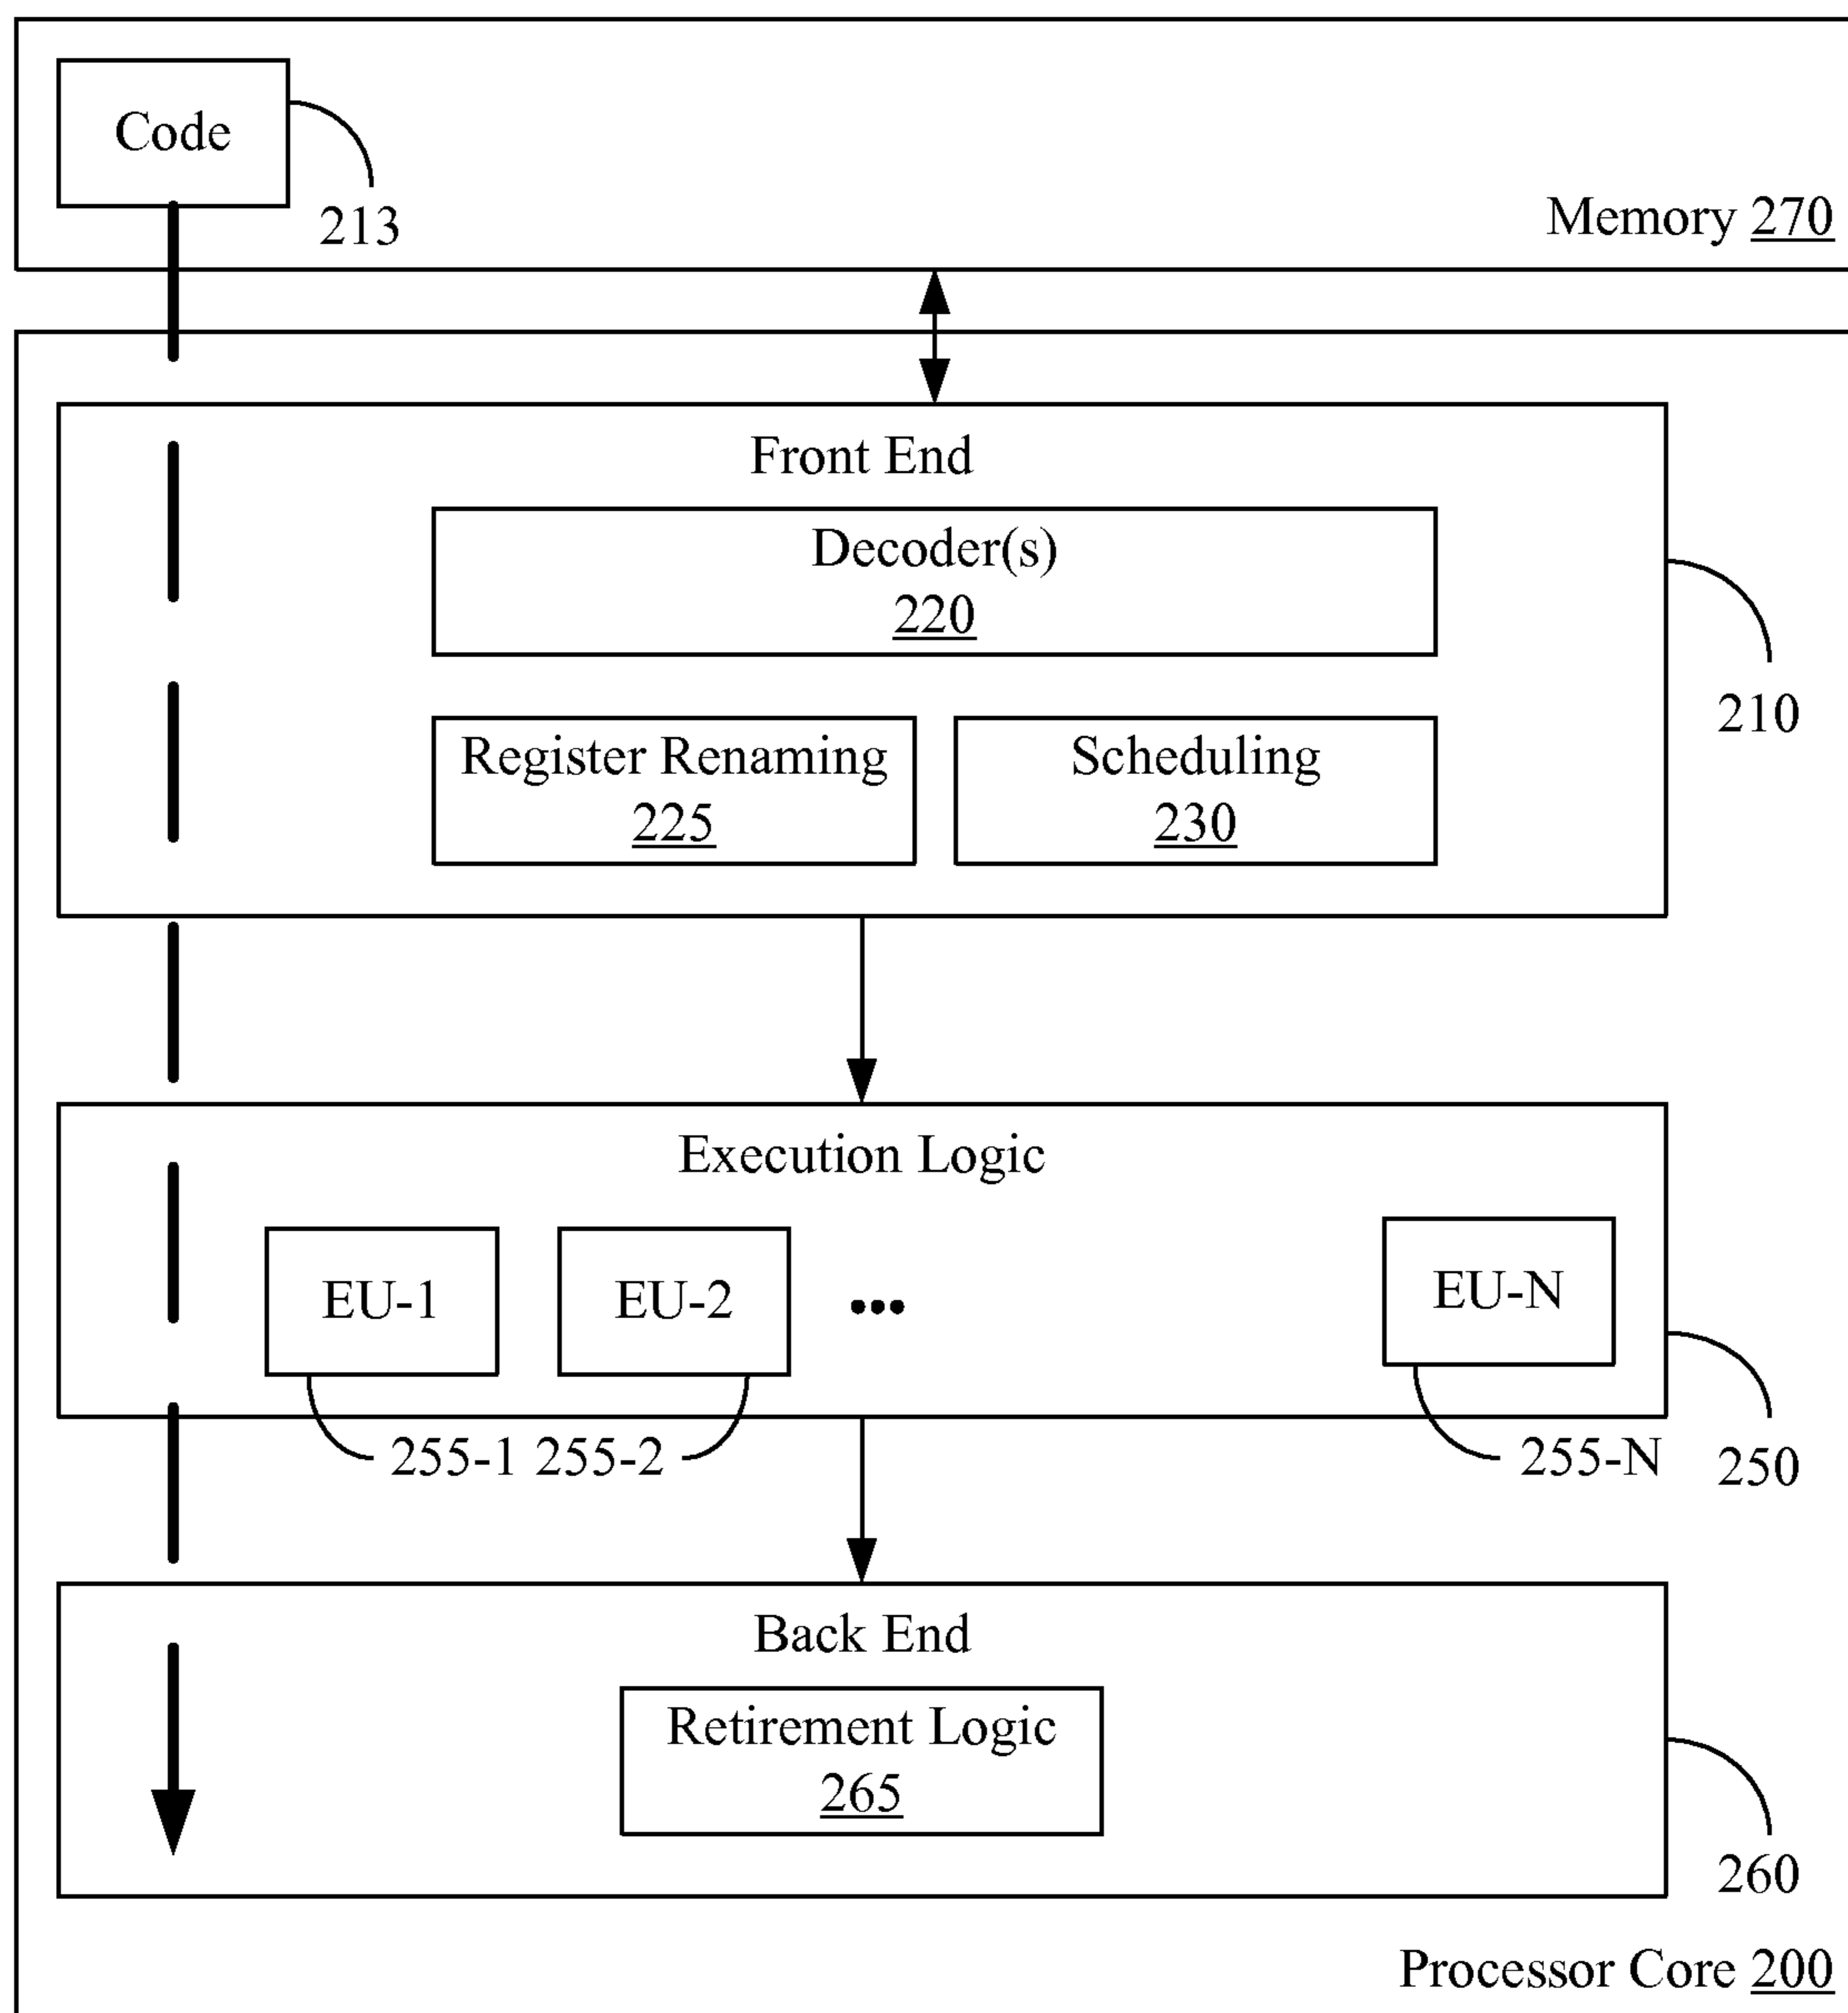 Code
213
Memory 270
Front End
Decoder(s)
220
210
Register Renaming
225
Scheduling
230
Execution Logic
EU-1
EU-2
•••
EU-N
255-1 255-2
255-N
250
Back End
Retirement Logic
265
260
Processor Core 200